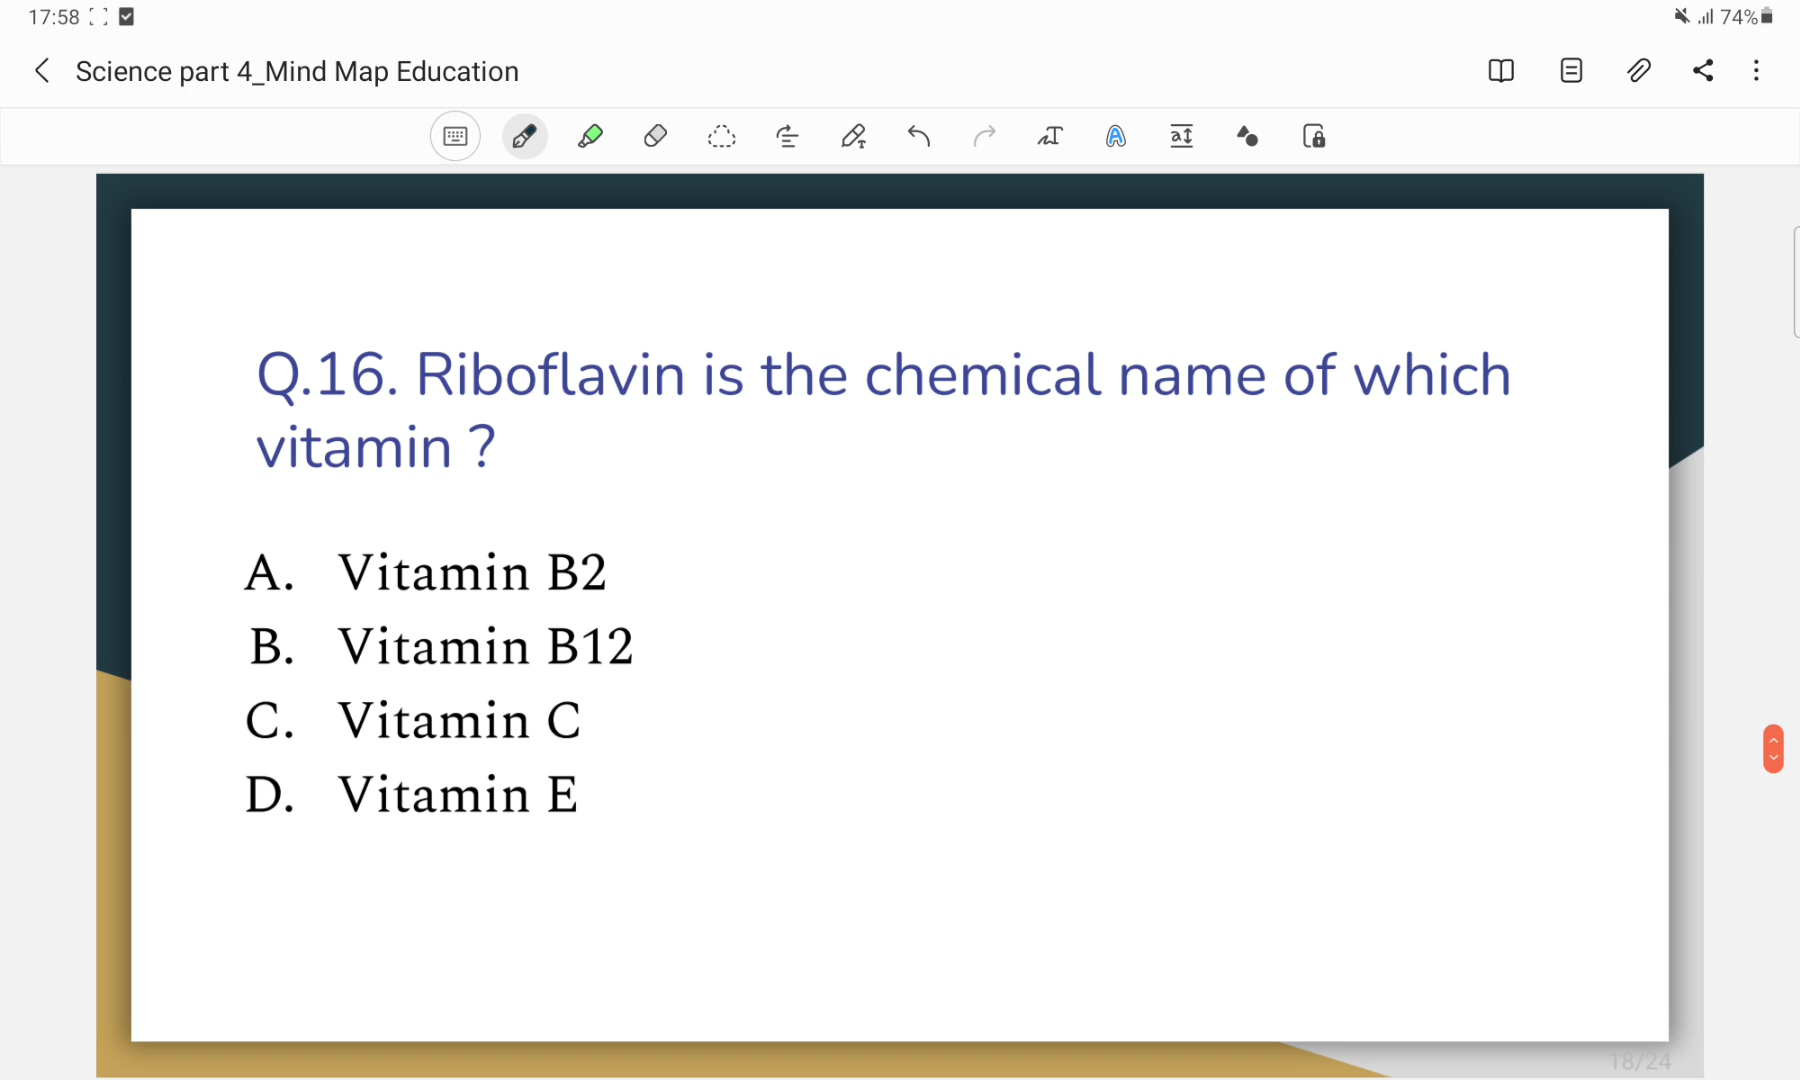 17:58
74%
Science part 4_Mind Map Education
Q.16. Riboflavin is the chemical name of which
vitamin ?
A. Vitamin B2
B. Vitamin B12
C. Vitamin C
D. Vitamin E
18/24